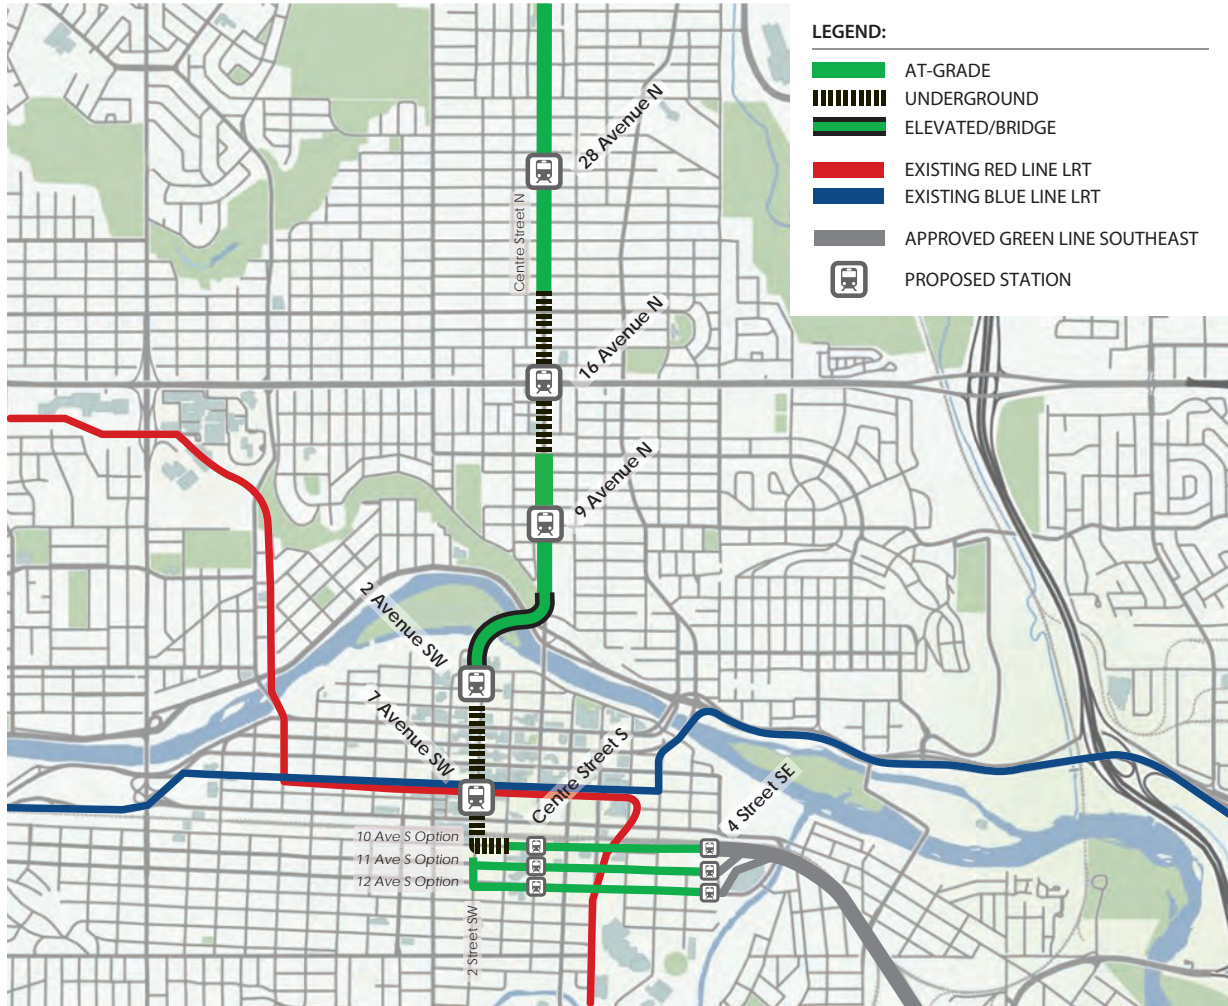 LEGEND:
AT-GRADE
UNDERGROUND
ELEVATED/BRIDGE
EXISTING RED LINE LRT
EXISTING BLUE LINE LRT
APPROVED GREEN LINE SOUTHEAST
PROPOSED STATION
28 Avenue N
Centre Street N
16 Avenue N
9 Avenue N
2 Avenue SW
7 Avenue SW
Centre Street S
4 Street SE
10 Ave S Option
11 Ave S Option
12 Ave S Option
2 Street SW